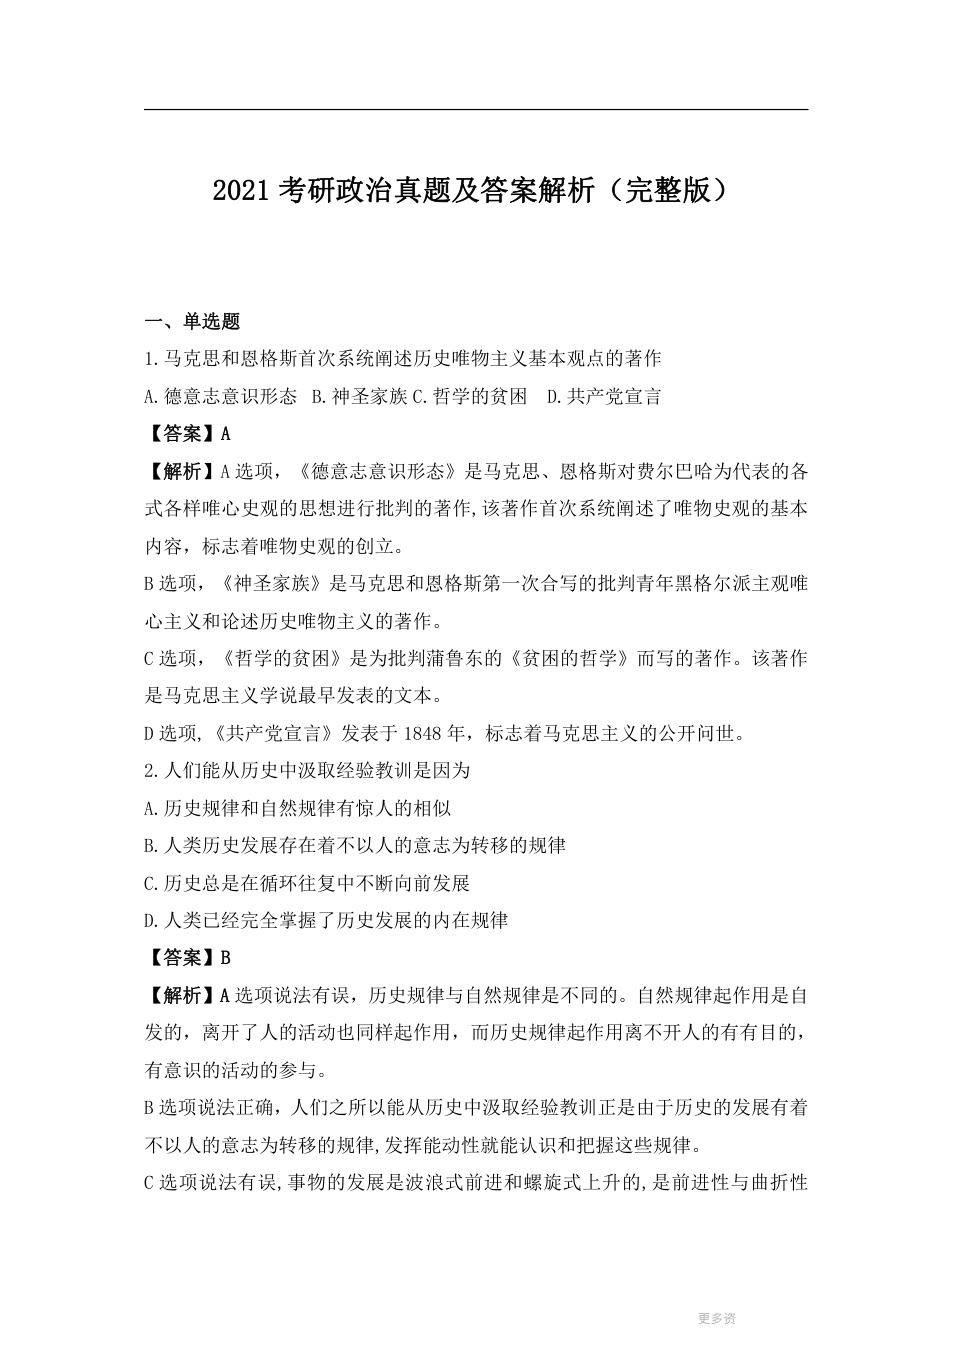 2021 考研政治真题及答案解析（完整版）
一、单选题
1.马克思和恩格斯首次系统阐述历史唯物主义基本观点的著作
A.德意志意识形态 B.神圣家族 C.哲学的贫困 D.共产党宣言
【答案】A
【解析】A 选项，《德意志意识形态》是马克思、恩格斯对费尔巴哈为代表的各
式各样唯心史观的思想进行批判的著作,该著作首次系统阐述了唯物史观的基本
内容，标志着唯物史观的创立。
B 选项，《神圣家族》是马克思和恩格斯第一次合写的批判青年黑格尔派主观唯
心主义和论述历史唯物主义的著作。
C 选项，《哲学的贫困》是为批判蒲鲁东的《贫困的哲学》而写的著作。该著作
是马克思主义学说最早发表的文本。
D 选项,《共产党宣言》发表于 1848 年，标志着马克思主义的公开问世。
2.人们能从历史中汲取经验教训是因为
A.历史规律和自然规律有惊人的相似
B.人类历史发展存在着不以人的意志为转移的规律
C.历史总是在循环往复中不断向前发展
D.人类已经完全掌握了历史发展的内在规律
【答案】B
【解析】A 选项说法有误，历史规律与自然规律是不同的。自然规律起作用是自
发的，离开了人的活动也同样起作用，而历史规律起作用离不开人的有有目的，
有意识的活动的参与。
B 选项说法正确，人们之所以能从历史中汲取经验教训正是由于历史的发展有着
不以人的意志为转移的规律,发挥能动性就能认识和把握这些规律。
C 选项说法有误,事物的发展是波浪式前进和螺旋式上升的,是前进性与曲折性
更多资